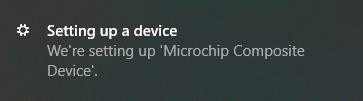 Setting up a device
We're setting up 'Microchip Composite
Device'.